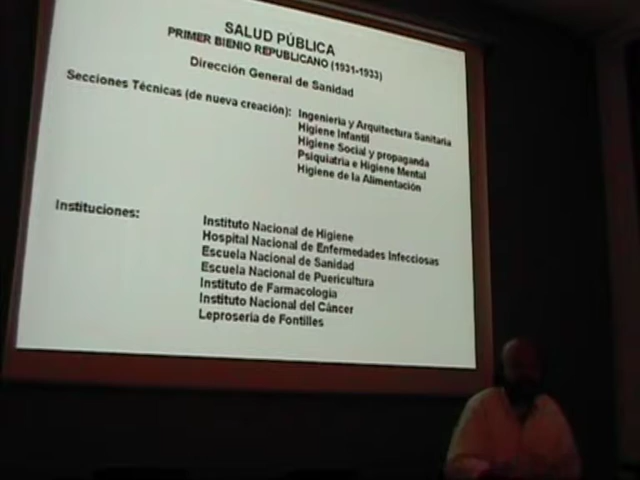 SALUD PÚBLICA
PRIMER BIENIO REPUBLICANO (1931-1933)
Dirección General de Sanidad
Secciones Técnicas (de nueva creación): Ingeniería y Arquitectura Sanitaria
Higiene Infantil
Higiene Social y propaganda
Psiquiatría e Higiene Mental
Higiene de la Alimentación
Instituciones: Instituto Nacional de Higiene
Hospital Nacional de Enfermedades Infecciosas
Escuela Nacional de Sanidad
Escuela Nacional de Puericultura
Instituto de Farmacología
Instituto Nacional del Cáncer
Leprosería de Fontilles